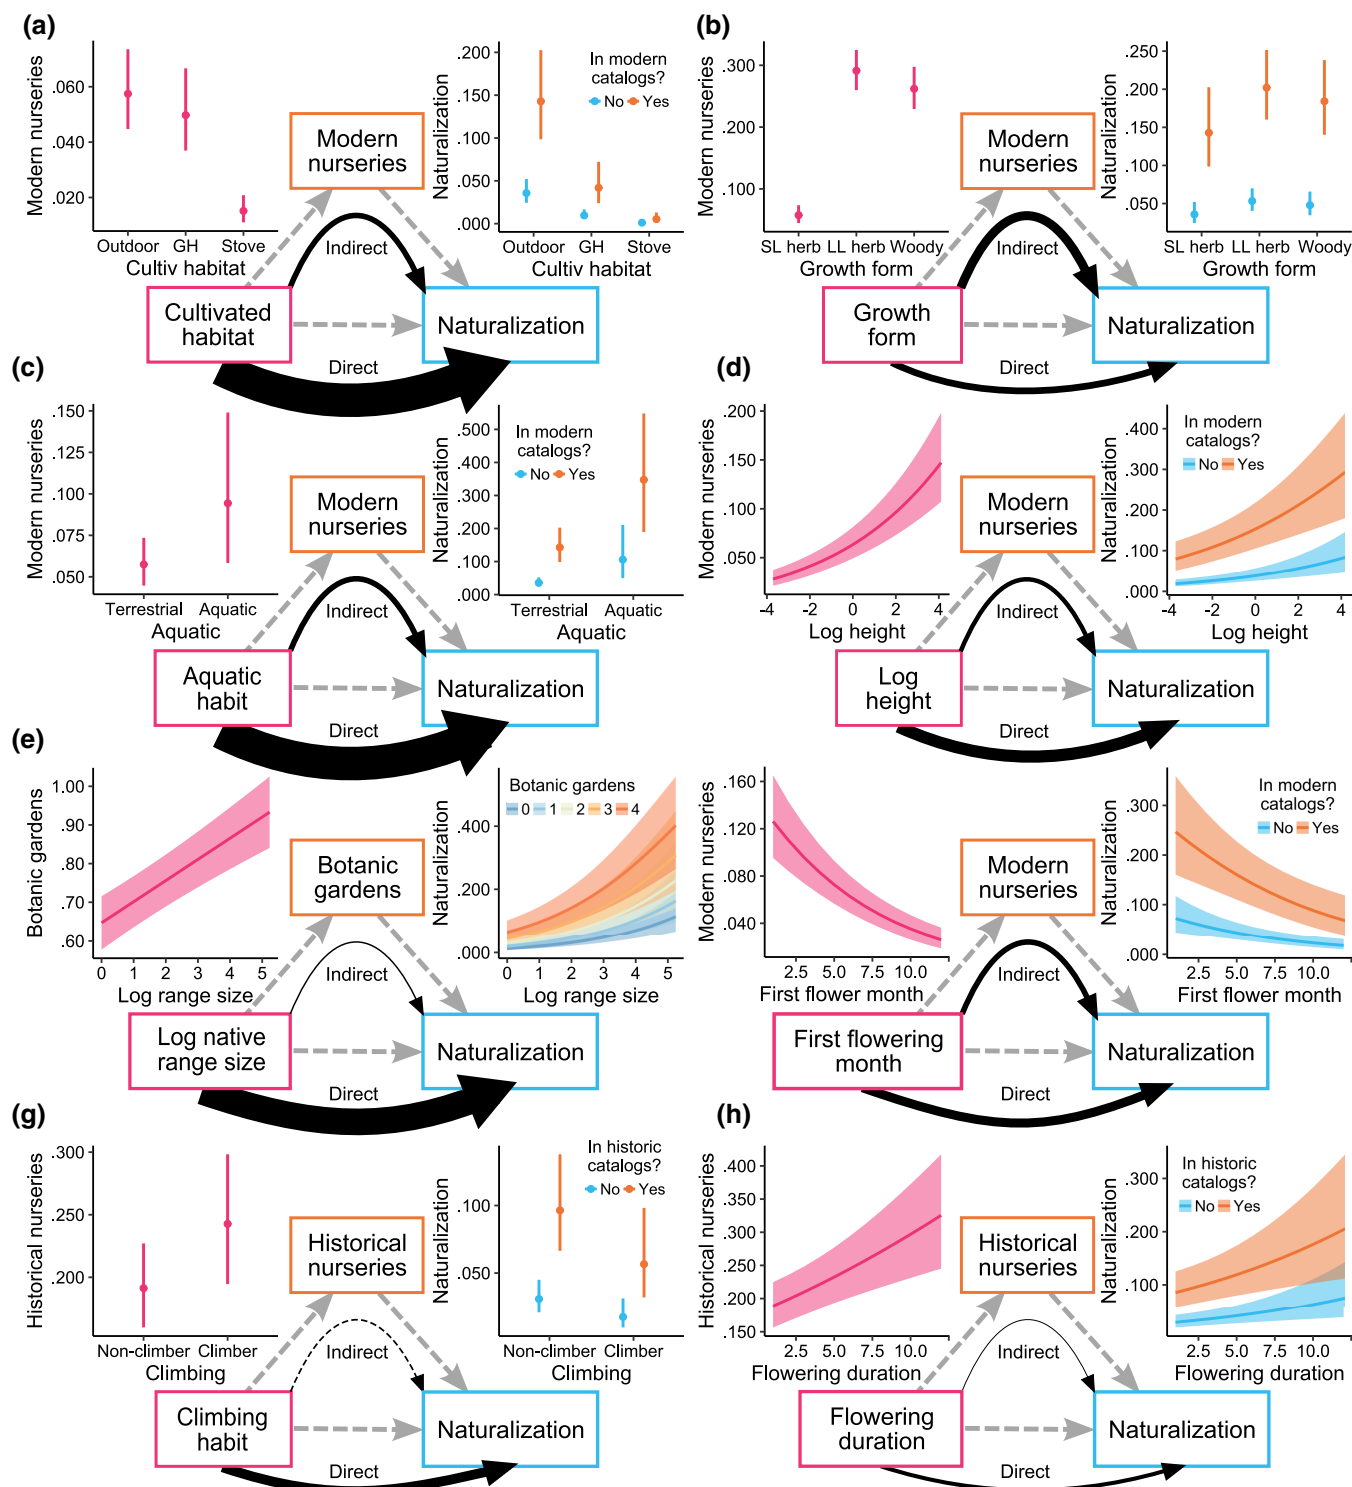 (a)
Modern nurseries
.060
.040
.020
Outdoor GH Stove
Cultiv habitat
Modern
nurseries
Naturalization
.200
.150
.100
.050
.000
In modern
catalogs?
No Yes
Outdoor GH Stove
Cultiv habitat
Indirect
Cultivated
habitat
Naturalization
Direct
(b)
Modern nurseries
.300
.200
.100
SL herb LL herb Woody
Growth form
Modern
nurseries
Naturalization
.250
.200
.150
.100
.050
SL herb LL herb Woody
Growth form
Indirect
Growth
form
Naturalization
Direct
(c)
Modern nurseries
.150
.125
.100
.075
.050
Terrestrial Aquatic
Aquatic
Modern
nurseries
Naturalization
.500
.400
.300
.200
.100
.000
In modern
catalogs?
No Yes
Terrestrial Aquatic
Aquatic
Indirect
Aquatic
habit
Naturalization
Direct
(d)
Modern nurseries
.200
.150
.100
.050
-4 -2 0 2 4
Log height
Modern
nurseries
Naturalization
.400
.300
.200
.100
.000
In modern
catalogs?
No Yes
-4 -2 0 2 4
Log height
Indirect
Log
height
Naturalization
Direct
(e)
Botanic gardens
1.00
.90
.80
.70
.60
0 1 2 3 4 5
Log range size
Botanic
gardens
Naturalization
.400
.200
.000
Botanic gardens
0 1 2 3 4
0 1 2 3 4 5
Log range size
Indirect
Log native
range size
Naturalization
Direct
Modern nurseries
.160
.120
.080
.040
2.5 5.0 7.5 10.0
First flower month
Modern
nurseries
Naturalization
.300
.200
.100
.000
In modern
catalogs?
No Yes
2.5 5.0 7.5 10.0
First flower month
Indirect
First flowering
month
Naturalization
Direct
(g)
Historical nurseries
.300
.250
.200
Non-climber Climber
Climbing
Historical
nurseries
Naturalization
.100
.050
In historic
catalogs?
No Yes
Non-climber Climber
Climbing
Indirect
Climbing
habit
Naturalization
Direct
(h)
Historical nurseries
.400
.350
.300
.250
.200
.150
2.5 5.0 7.5 10.0
Flowering duration
Historical
nurseries
Naturalization
.300
.200
.100
In historic
catalogs?
No Yes
2.5 5.0 7.5 10.0
Flowering duration
Indirect
Flowering
duration
Naturalization
Direct